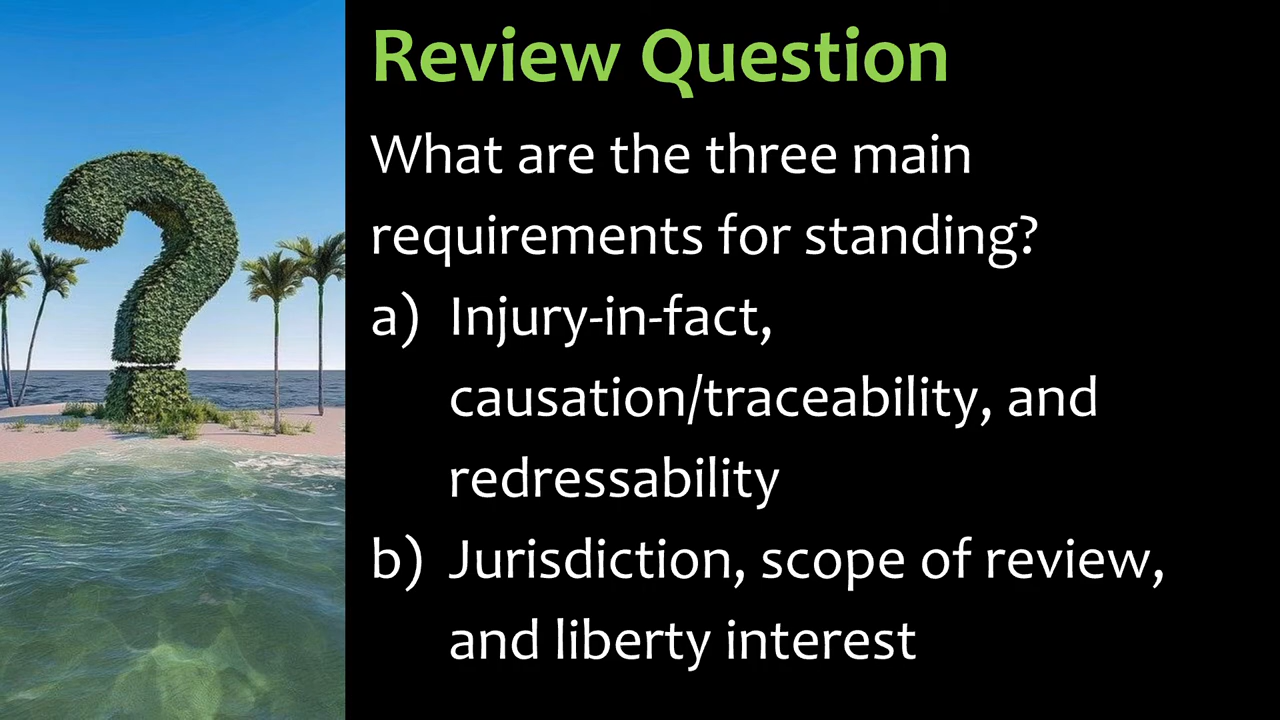 Review Question
What are the three main
requirements for standing?
a) Injury-in-fact,
causation/traceability, and
redressability
b) Jurisdiction, scope of review,
and liberty interest